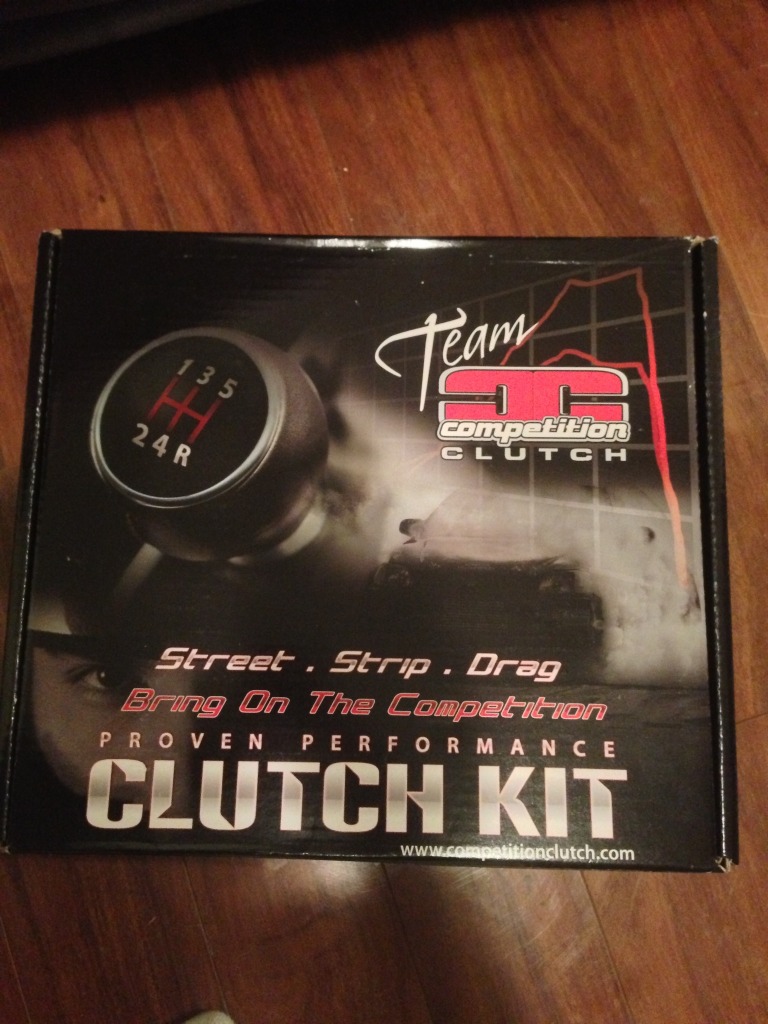 1 3 5
2 4 R
Team
CC
competition
CLUTCH
Street . Strip . Drag
Bring On The Competition
PROVEN PERFORMANCE
CLUTCH KIT
www.competitionclutch.com